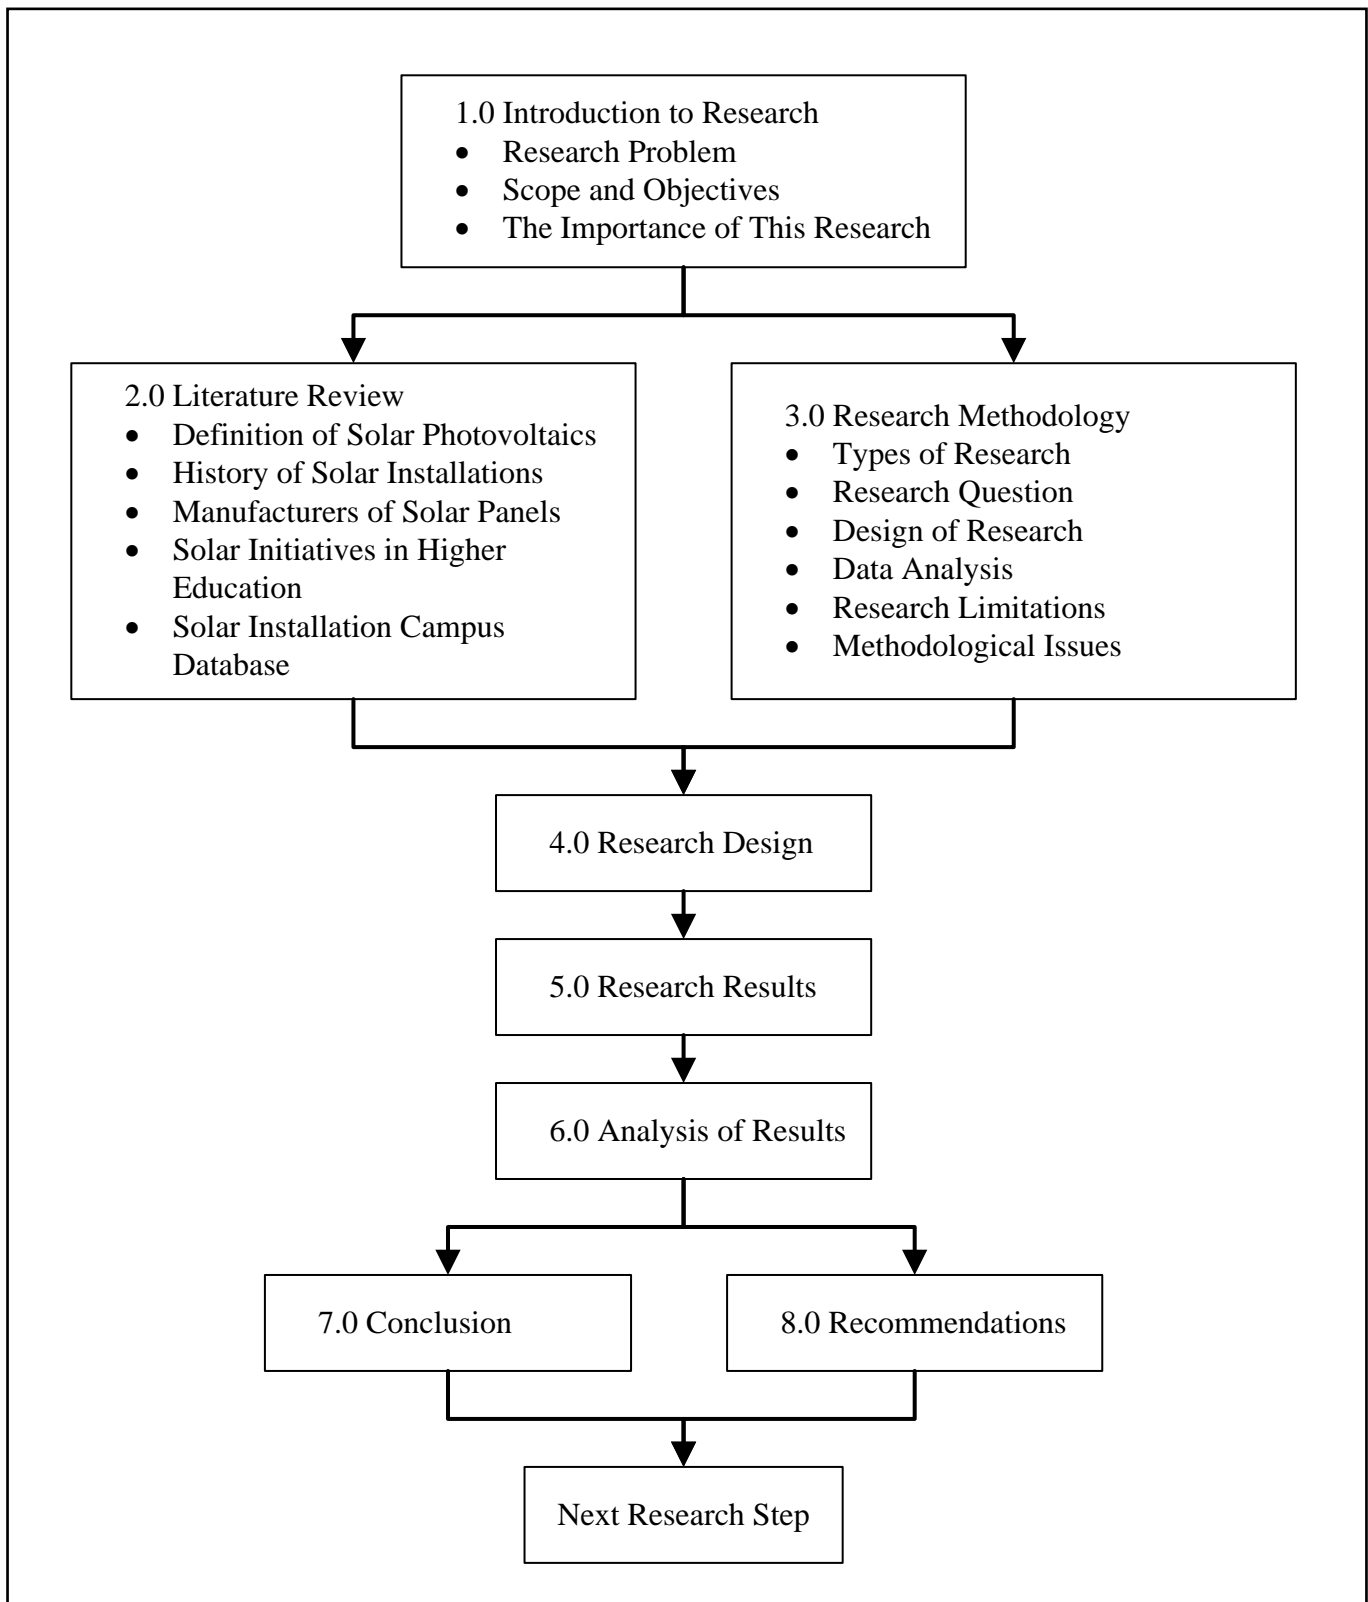 1.0 Introduction to Research
• Research Problem
• Scope and Objectives
• The Importance of This Research
2.0 Literature Review
• Definition of Solar Photovoltaics
• History of Solar Installations
• Manufacturers of Solar Panels
• Solar Initiatives in Higher
Education
• Solar Installation Campus
Database
3.0 Research Methodology
• Types of Research
• Research Question
• Design of Research
• Data Analysis
• Research Limitations
• Methodological Issues
4.0 Research Design
5.0 Research Results
6.0 Analysis of Results
7.0 Conclusion
8.0 Recommendations
Next Research Step